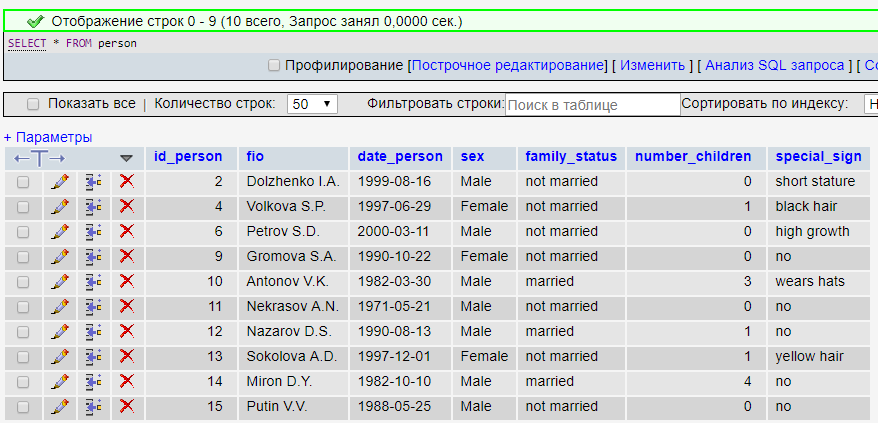 Отображение строк 0 - 9 (10 всего, Запрос занял 0,0000 сек.)
SELECT * FROM person
Профилирование [Построчное редактирование] [ Изменить ] [ Анализ SQL запроса ] [ Со
Показать все | Количество строк: 50 Фильтровать строки: Поиск в таблице Сортировать по индексу: Н
+ Параметры
←T→ id_person fio date_person sex family_status number_children special_sign
2 Dolzhenko I.A. 1999-08-16 Male not married 0 short stature
4 Volkova S.P. 1997-06-29 Female not married 1 black hair
6 Petrov S.D. 2000-03-11 Male not married 0 high growth
9 Gromova S.A. 1990-10-22 Female not married 0 no
10 Antonov V.K. 1982-03-30 Male married 3 wears hats
11 Nekrasov A.N. 1971-05-21 Male not married 0 no
12 Nazarov D.S. 1990-08-13 Male married 1 no
13 Sokolova A.D. 1997-12-01 Female not married 1 yellow hair
14 Miron D.Y. 1982-10-10 Male married 4 no
15 Putin V.V. 1988-05-25 Male not married 0 no